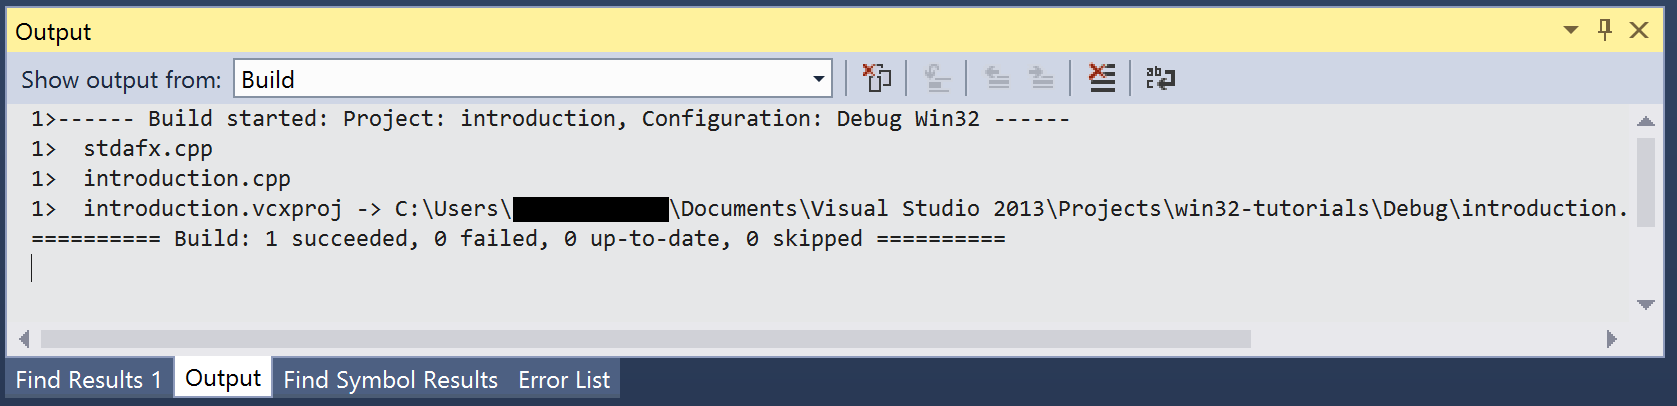 Output
Show output from: Build
1>------ Build started: Project: introduction, Configuration: Debug Win32 ------
1>  stdafx.cpp
1>  introduction.cpp
1>  introduction.vcxproj -> C:\Users\ \Documents\Visual Studio 2013\Projects\win32-tutorials\Debug\introduction.
========== Build: 1 succeeded, 0 failed, 0 up-to-date, 0 skipped ==========
Find Results 1 Output Find Symbol Results Error List